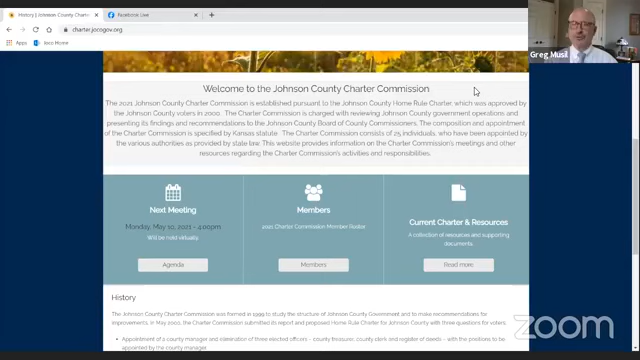 History | Johnson County Charte
Facebook Live
charter.jocogov.org
Apps
Joco Home
Greg Musil
Welcome to the Johnson County Charter Commission
The 2021 Johnson County Charter Commission is established pursuant to the Johnson County Home Rule Charter, which was approved by
the Johnson County voters in 2000. The Charter Commission is charged with reviewing Johnson County government operations and
presenting its findings and recommendations to the Johnson County Board of County Commissioners. The composition and appointment
of the Charter Commission is specified by Kansas statute. The Charter Commission consists of 25 individuals, who have been appointed by
the various authorities as provided by state law. This website provides information on the Charter Commission's meetings and other
resources regarding the Charter Commission's activities and responsibilities.
Next Meeting
Monday, May 10, 2021 - 4:00pm
Will be held virtually.
Agenda
Members
2021 Charter Commission Member Roster
Members
Current Charter & Resources
A collection of resources and supporting
documents.
Read more
History
The Johnson County Charter Commission was formed in 1999 to study the structure of Johnson County Government and to make recommendations for
improvements. In May 2000, the Charter Commission submitted its report and proposed Home Rule Charter for Johnson County with three questions for voters:
Appointment of a county manager and elimination of three elected officers - county treasurer, county clerk and register of deeds - with the positions to be
appointed by the county manager.
zoom